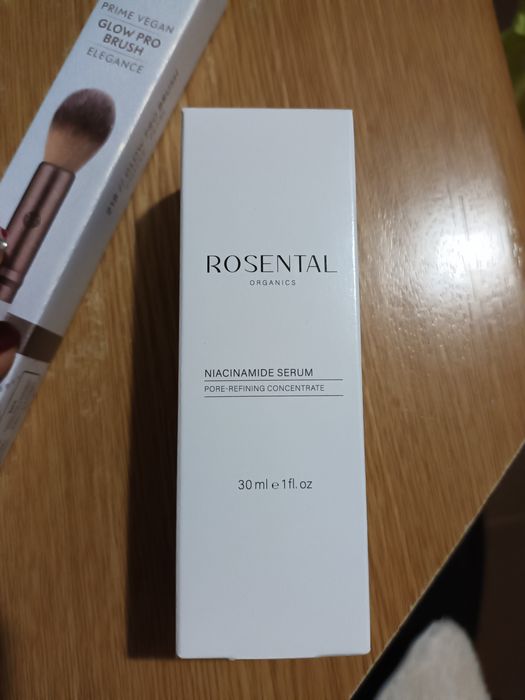 PRIME VEGAN
GLOW PRO
BRUSH
ELEGANCE
ROSENTAL
ORGANICS
NIACINAMIDE SERUM
PORE-REFINING CONCENTRATE
30 ml e 1 fl. oz